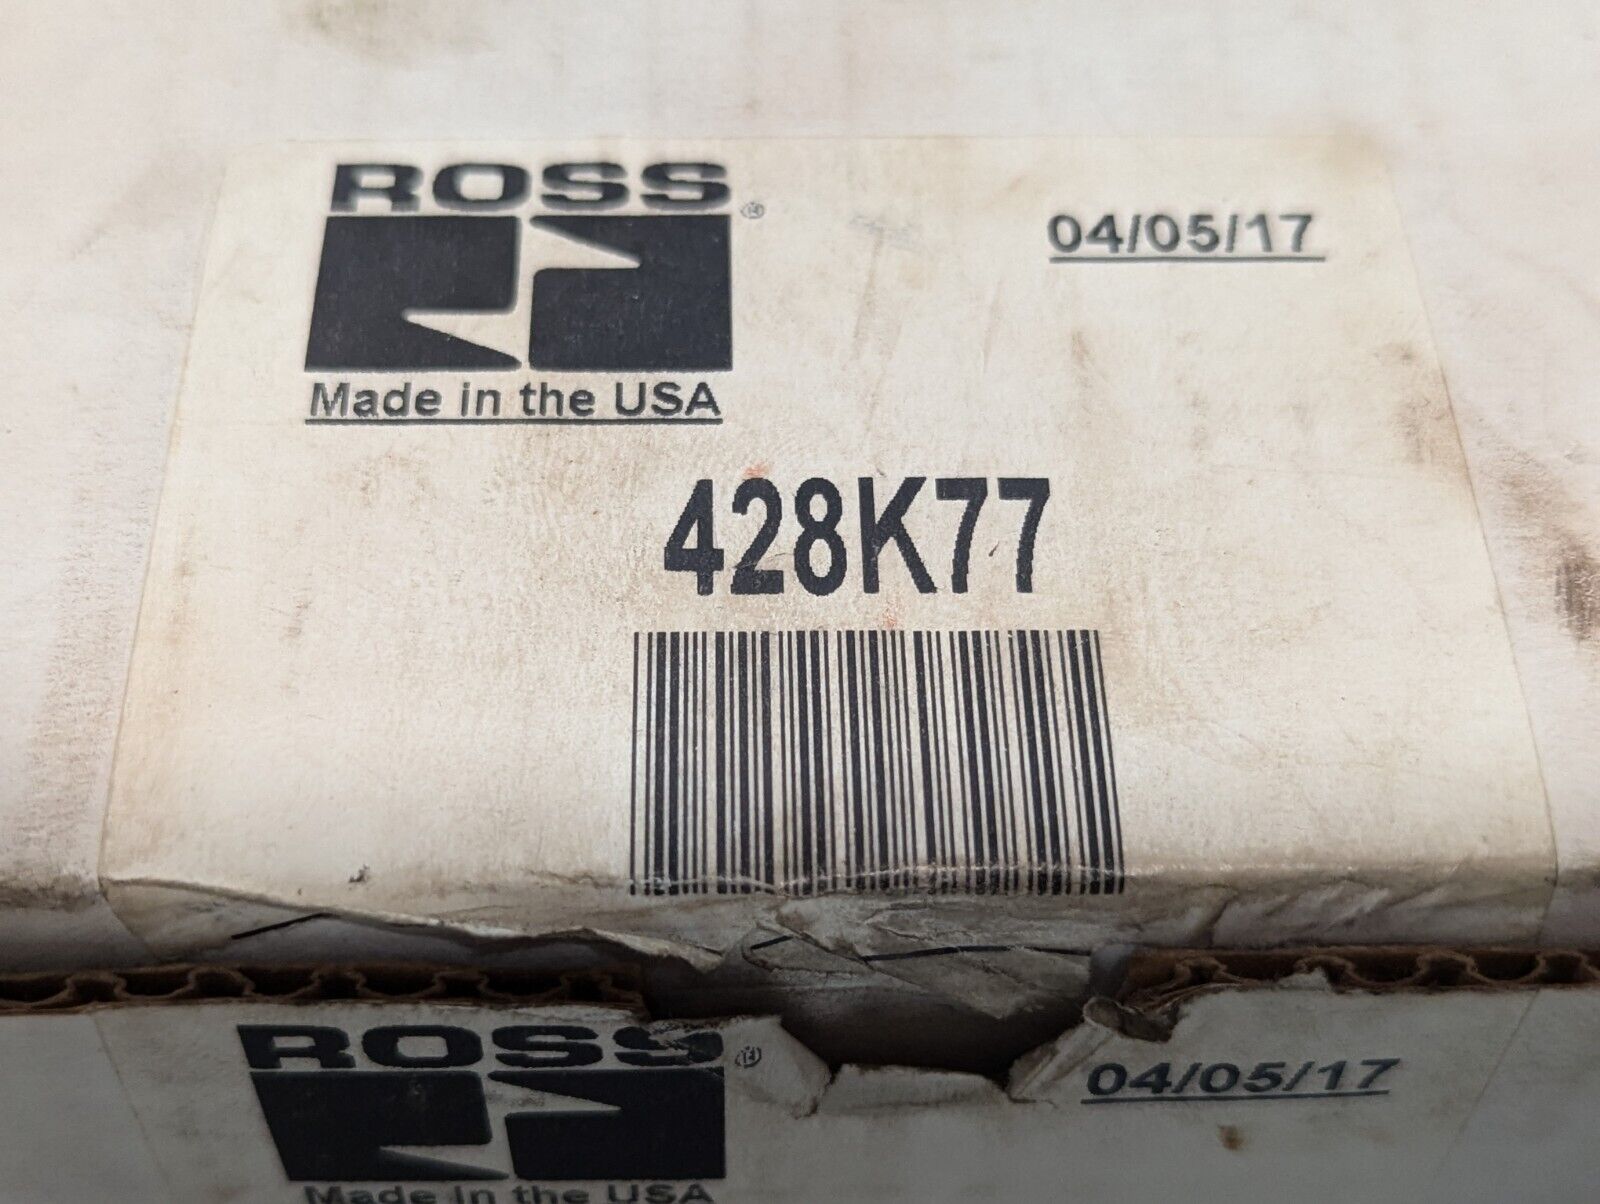 ROSS®
04/05/17
Made in the USA
428K77
ROSS®
04/05/17
Made in the USA